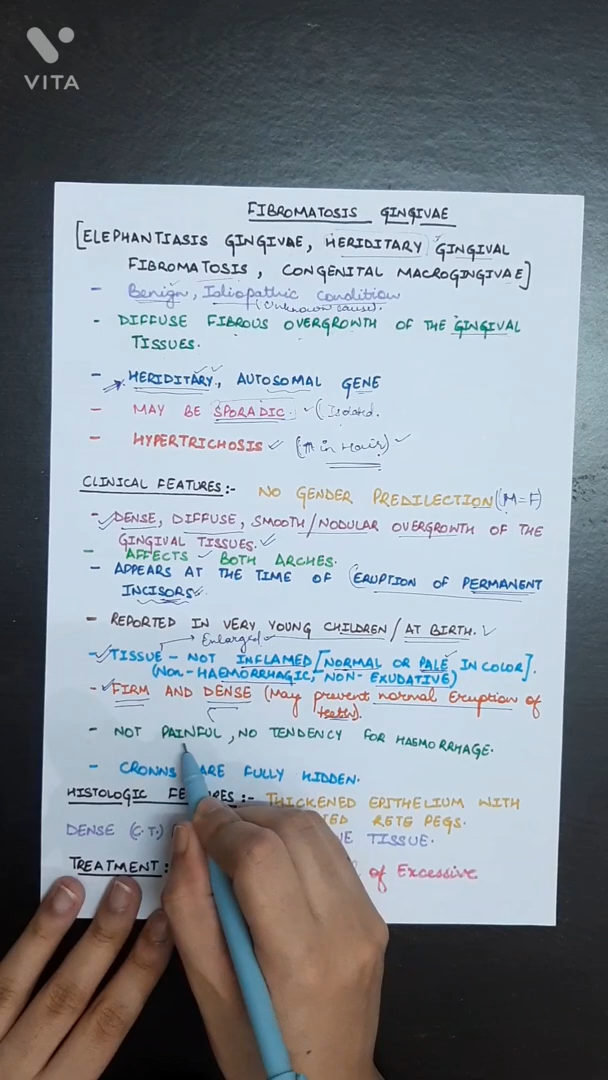 VITA
FIBROMATOSIS GINGIVAE
[ELEPHANTIASIS GINGIVAE, HERIDITARY GINGIVAL
FIBROMATOSIS, CONGENITAL MACROGINGIVAE]
- Benign, Idiopathic condition
(unknown cause).
- DIFFUSE FIBROUS OVERGROWTH OF THE GINGIVAL
TISSUES.
- HERIDITARY, AUTOSOMAL GENE
- MAY BE SPORADIC. (Isolated.
- HYPERTRICHOSIS (↑↑ in Hair)
CLINICAL FEATURES:- NO GENDER PREDILECTION (M=F)
- DENSE, DIFFUSE, SMOOTH/NODULAR OVERGROWTH OF THE
GINGIVAL TISSUES.
- AFFECTS BOTH ARCHES.
- APPEARS AT THE TIME OF (ERUPTION OF PERMANENT
INCISORS.
- REPORTED IN VERY YOUNG CHILDREN/AT BIRTH.
Enlarged
- TISSUE - NOT INFLAMED [NORMAL OR PALE IN COLOR].
(NON-HAEMORRHAGIC, NON-EXUDATIVE)
- FIRM AND DENSE (May prevent normal Eruption of
teeth).
- NOT PAINFUL, NO TENDENCY FOR HAEMORRHAGE.
- CROWNS ARE FULLY HIDDEN.
HISTOLOGIC FEATURES:- THICKENED EPITHELIUM WITH
RETE PEGS.
DENSE (C.T.) TISSUE.
TREATMENT: of Excessive